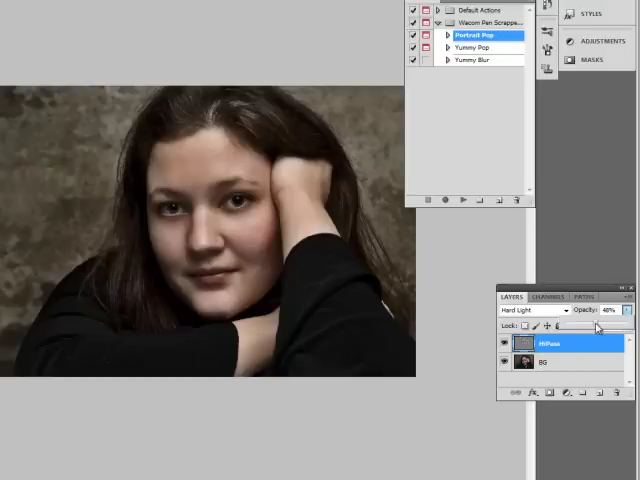 Default Actions
Wacom Pen Scrappe...
Portrait Pop
Yummy Pop
Yummy Blur
STYLES
ADJUSTMENTS
MASKS
LAYERS CHANNELS PATHS
Hard Light Opacity: 48%
Lock:
HiPass
BG